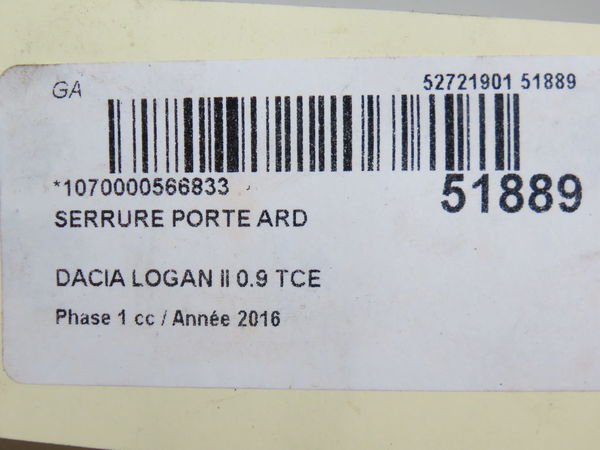 GA 52721901 51889
*1070000566833 51889
SERRURE PORTE ARD
DACIA LOGAN II 0.9 TCE
Phase 1 cc / Année 2016